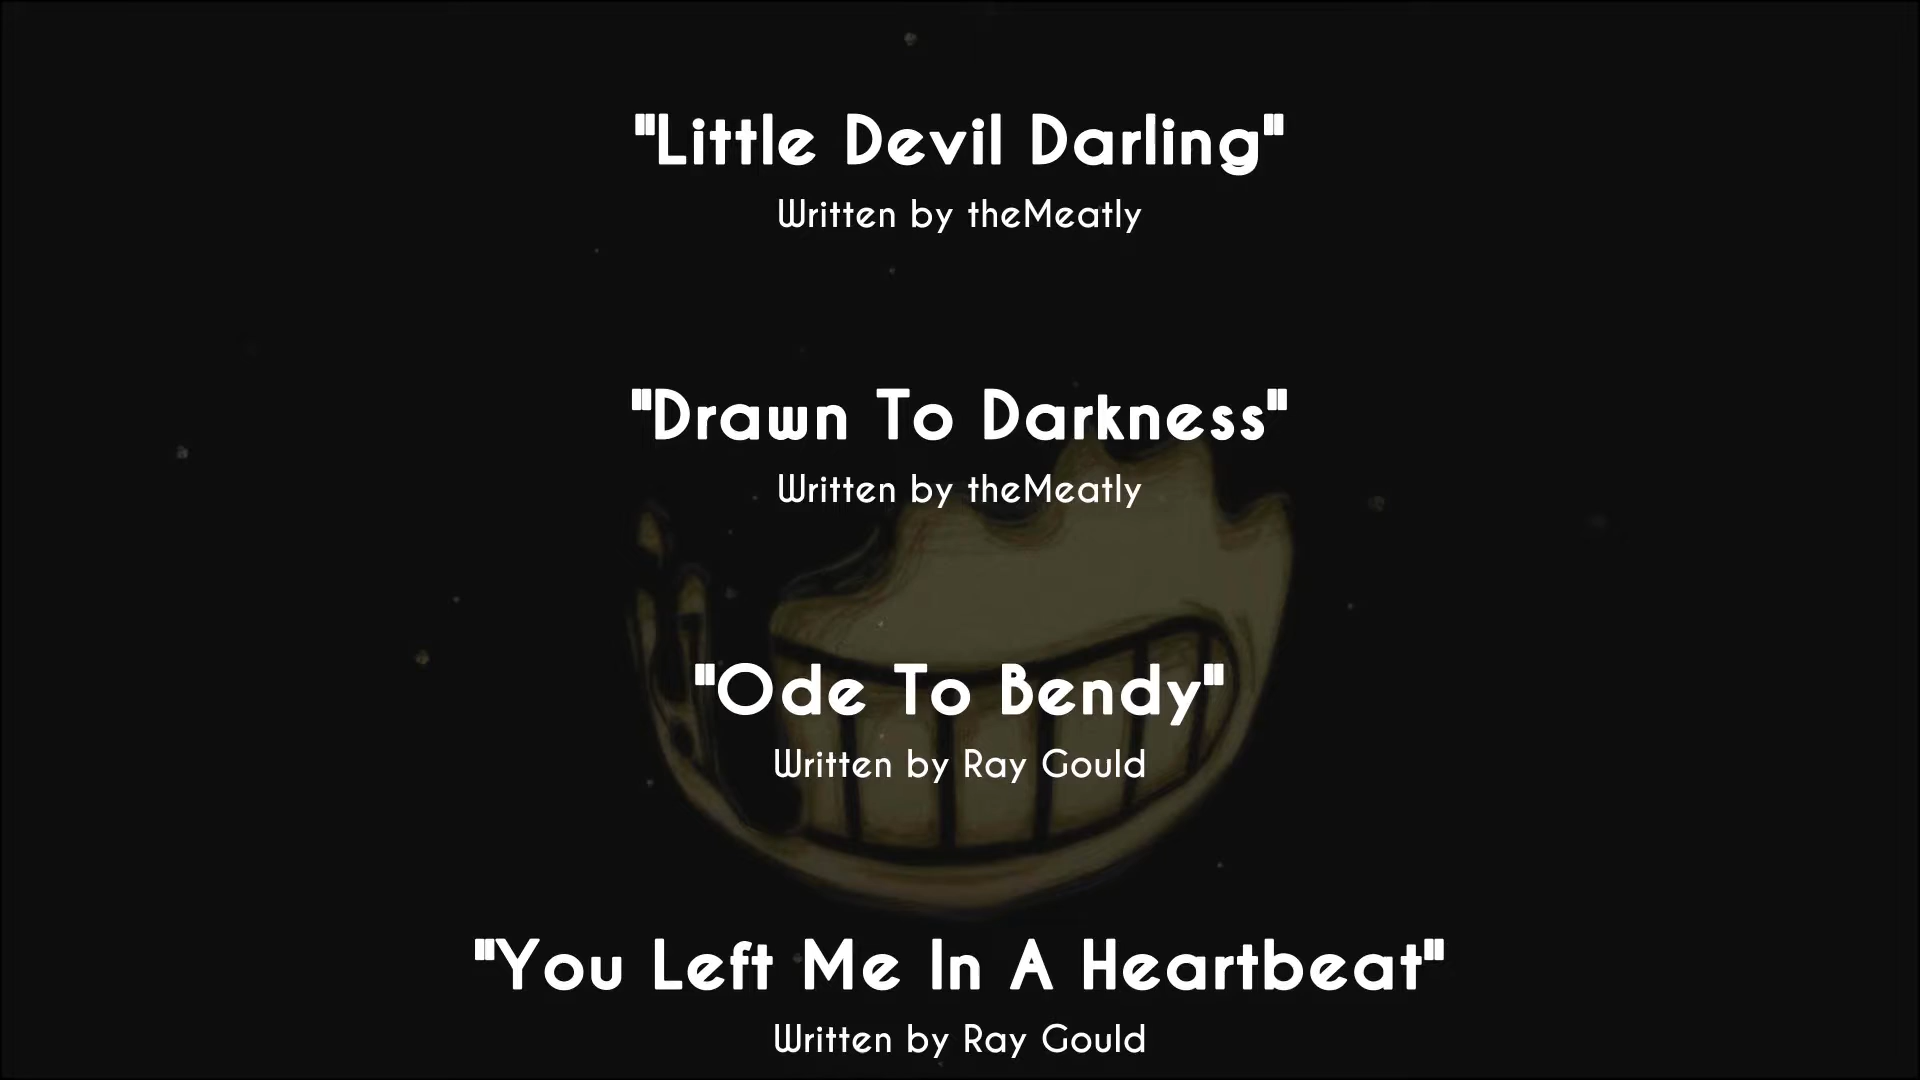 "Little Devil Darling"
Written by theMeatly
"Drawn To Darkness"
Written by theMeatly
"Ode To Bendy"
Written by Ray Gould
"You Left Me In A Heartbeat"
Written by Ray Gould